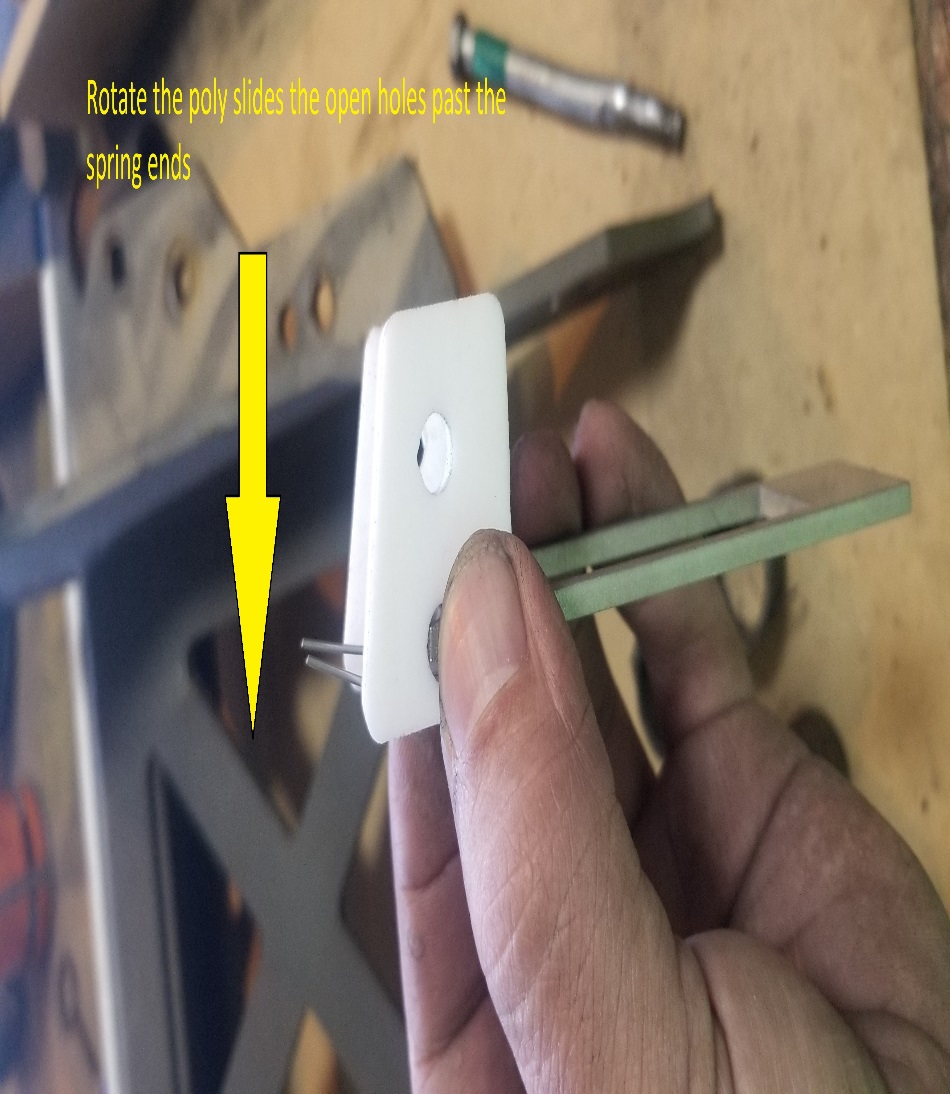 Rotate the poly slides the open holes past the
spring ends